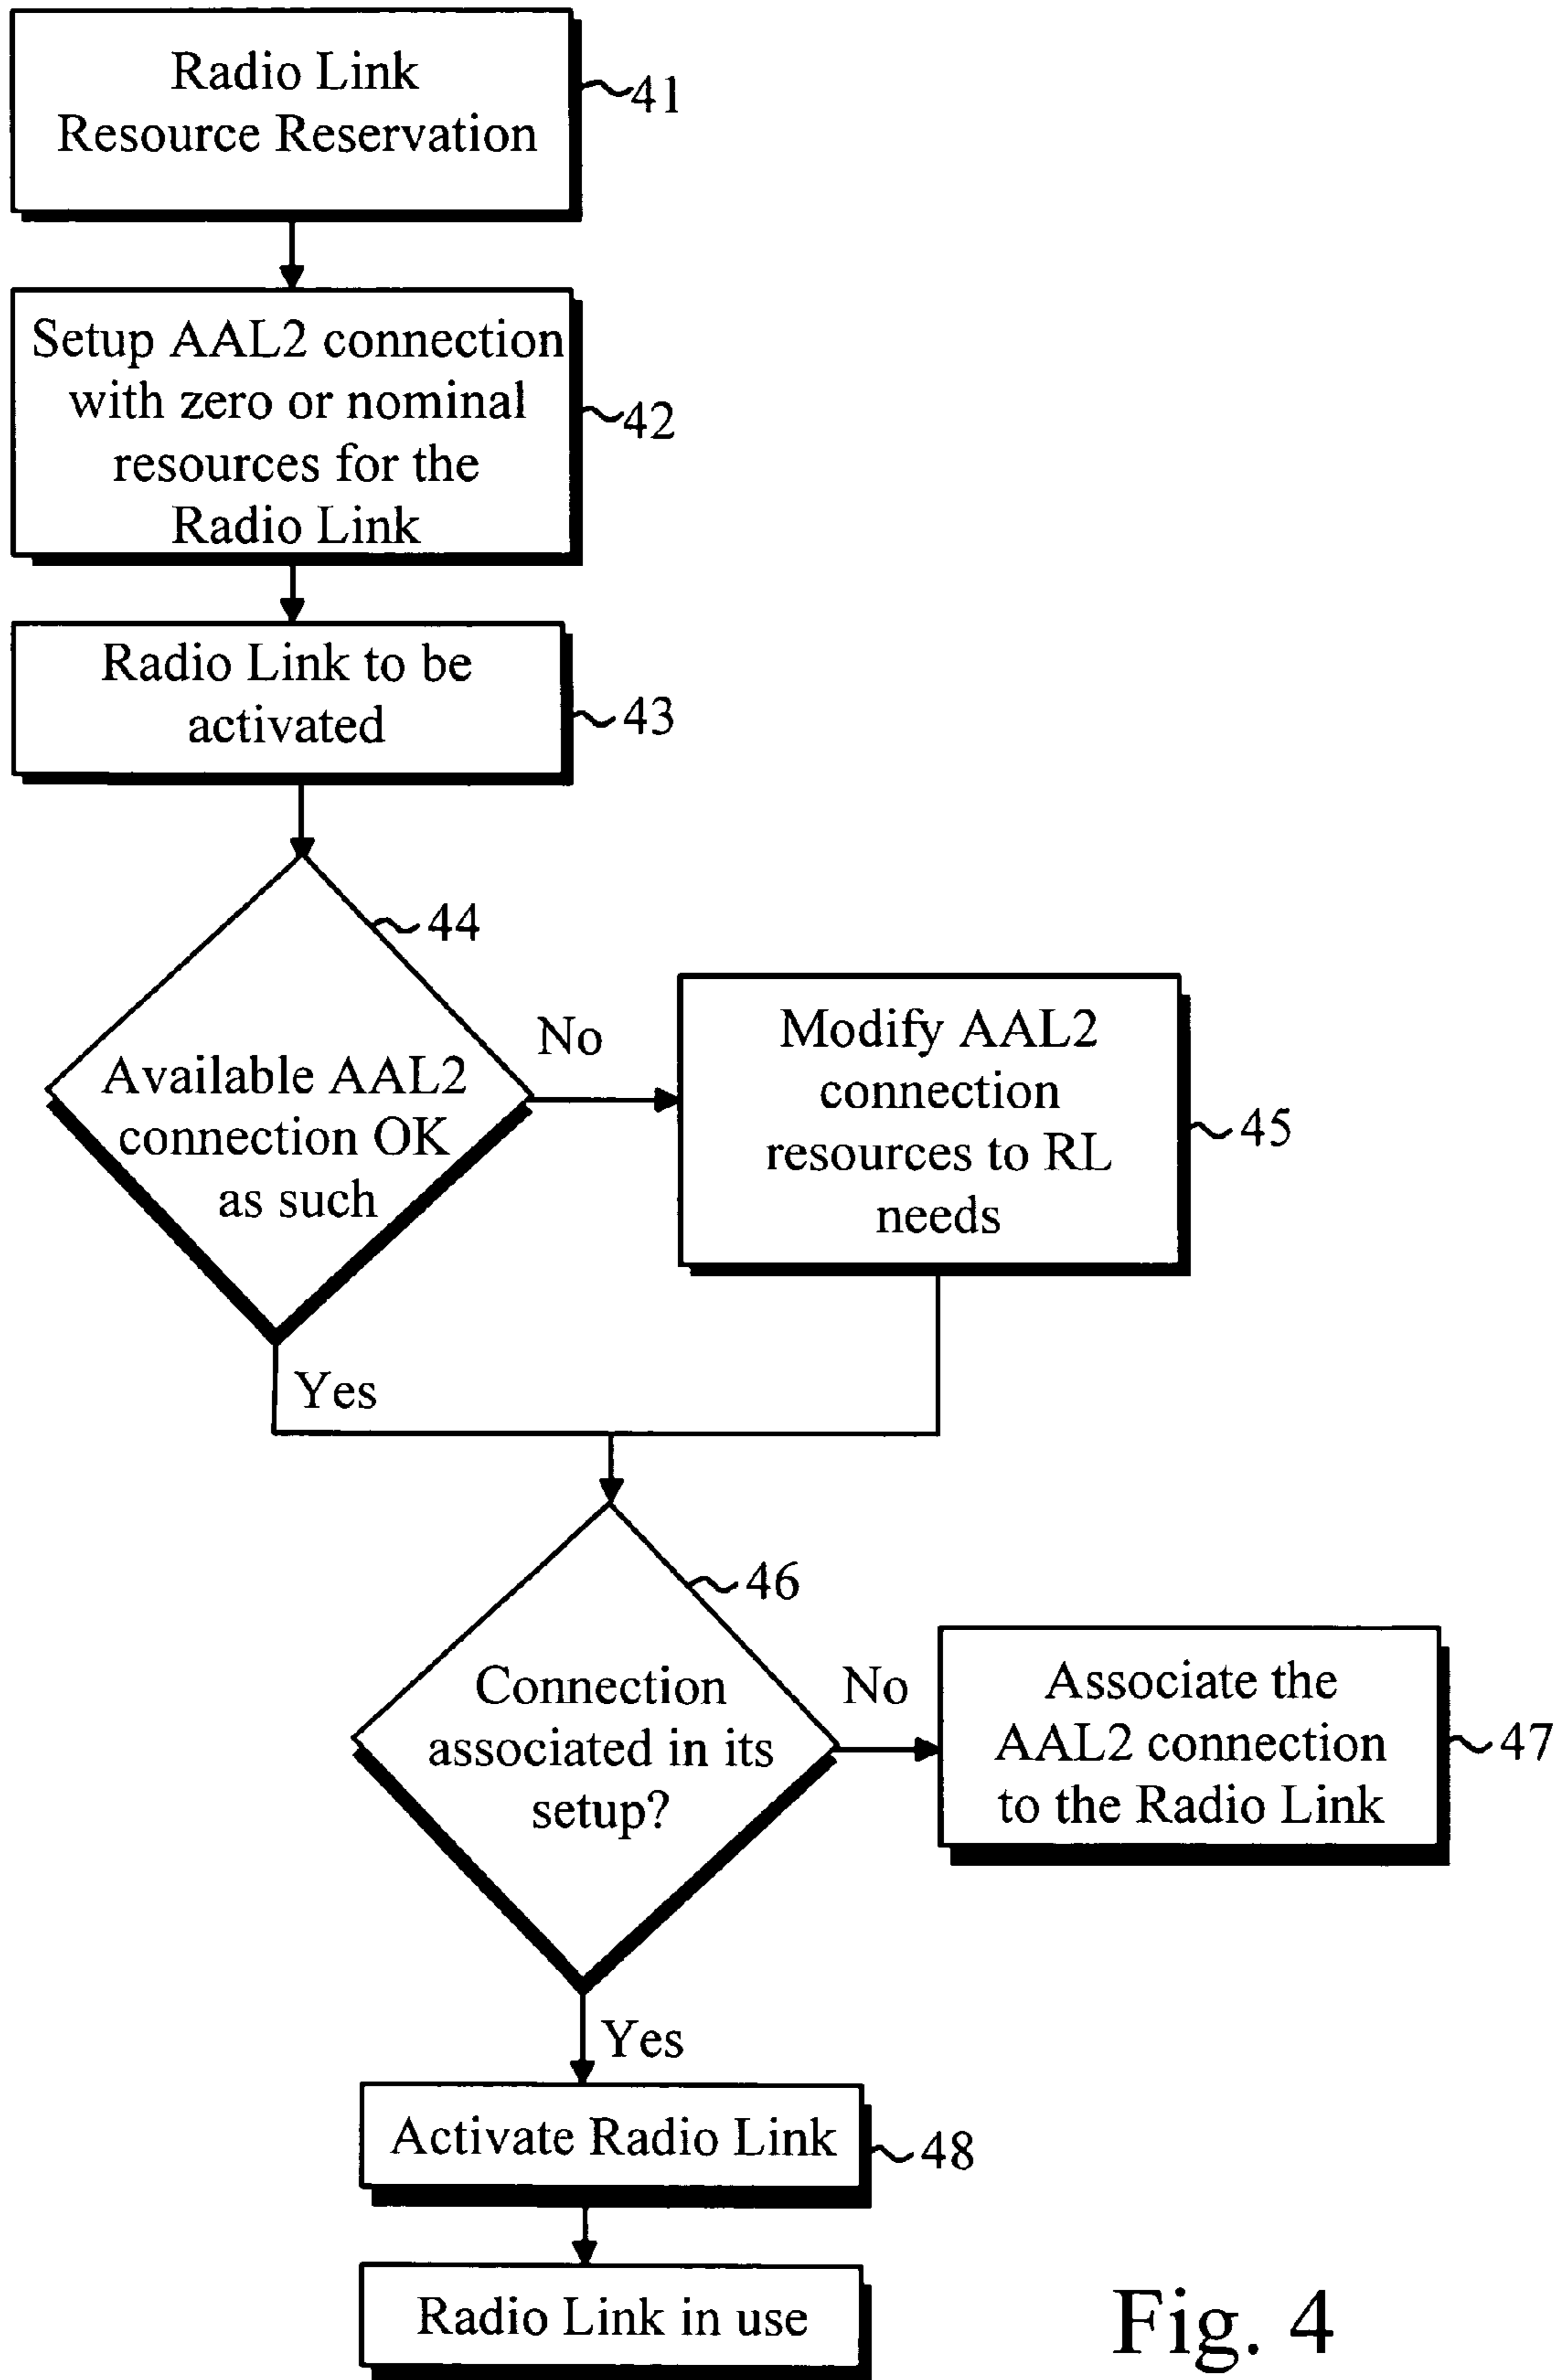 Radio Link
Resource Reservation
41
Setup AAL2 connection
with zero or nominal
resources for the
Radio Link
42
Radio Link to be
activated
43
44
Available AAL2
connection OK
as such
No
Modify AAL2
connection
resources to RL
needs
45
Yes
46
Connection
associated in its
setup?
No
Associate the
AAL2 connection
to the Radio Link
47
Yes
Activate Radio Link
48
Radio Link in use
Fig. 4